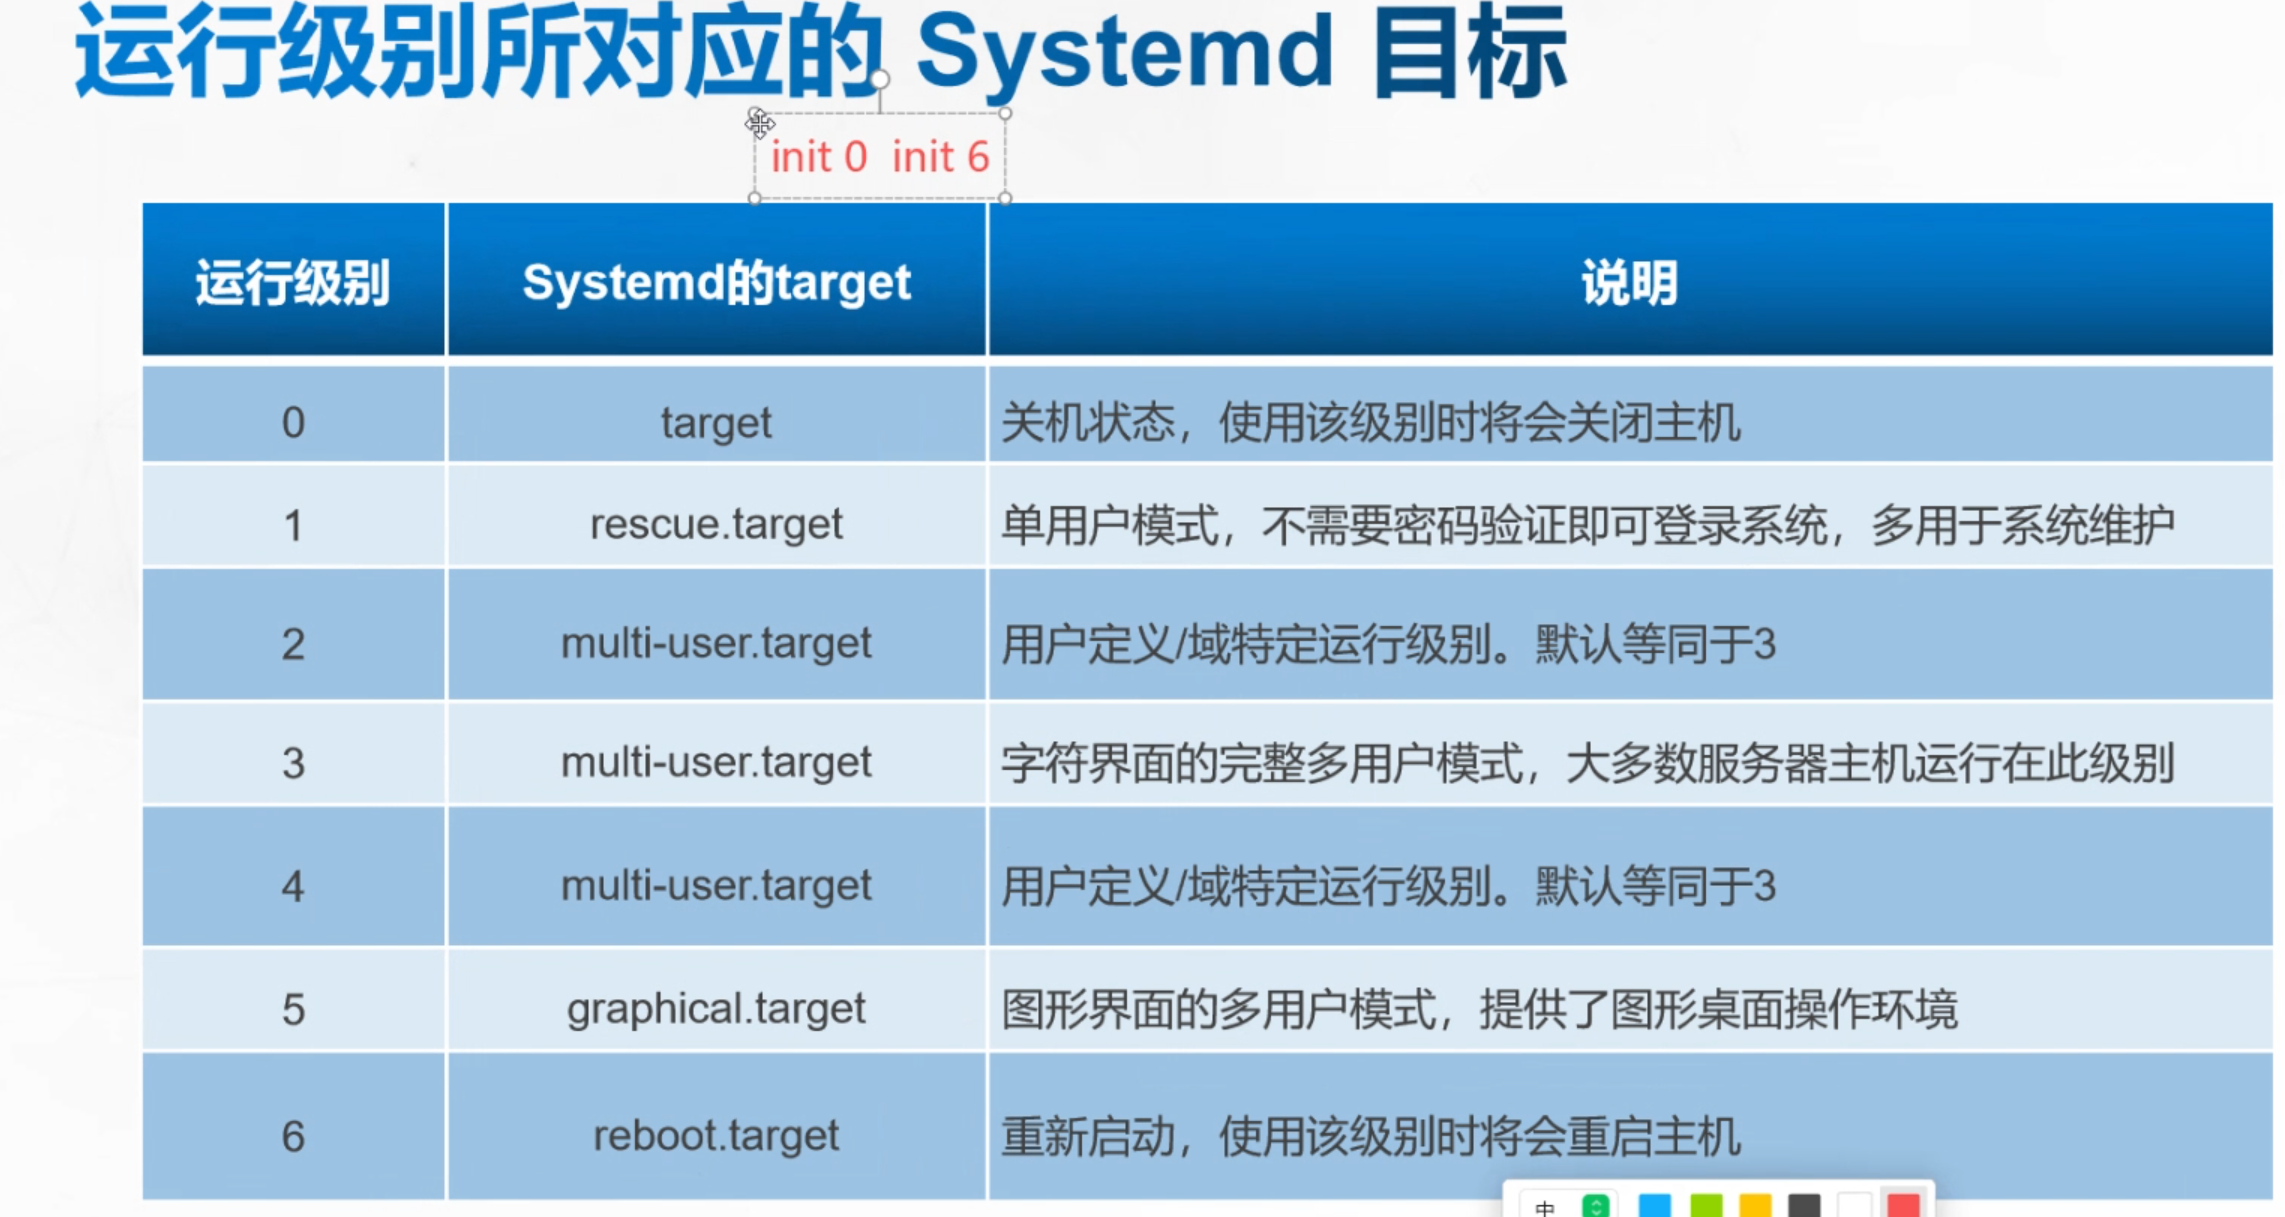 运行级别所对应的 Systemd 目标
init 0  init 6
运行级别 Systemd的target 说明
0 target 关机状态，使用该级别时将会关闭主机
1 rescue.target 单用户模式，不需要密码验证即可登录系统，多用于系统维护
2 multi-user.target 用户定义/域特定运行级别。默认等同于3
3 multi-user.target 字符界面的完整多用户模式，大多数服务器主机运行在此级别
4 multi-user.target 用户定义/域特定运行级别。默认等同于3
5 graphical.target 图形界面的多用户模式，提供了图形桌面操作环境
6 reboot.target 重新启动，使用该级别时将会重启主机
中